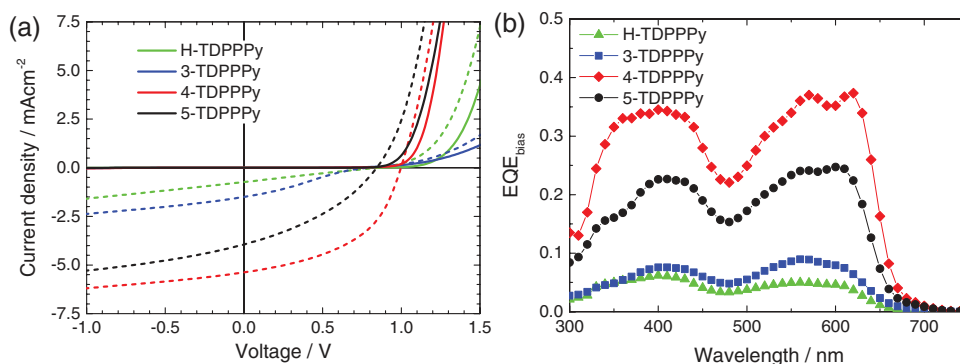 (a)
H-TDPPPy
3-TDPPPy
4-TDPPPy
5-TDPPPy
7.5
5.0
2.5
0.0
-2.5
-5.0
-7.5
Current density / mAcm⁻²
-1.0 -0.5 0.0 0.5 1.0 1.5
Voltage / V
(b)
H-TDPPPy
3-TDPPPy
4-TDPPPy
5-TDPPPy
0.5
0.4
0.3
0.2
0.1
0.0
EQE_bias
300 400 500 600 700
Wavelength / nm